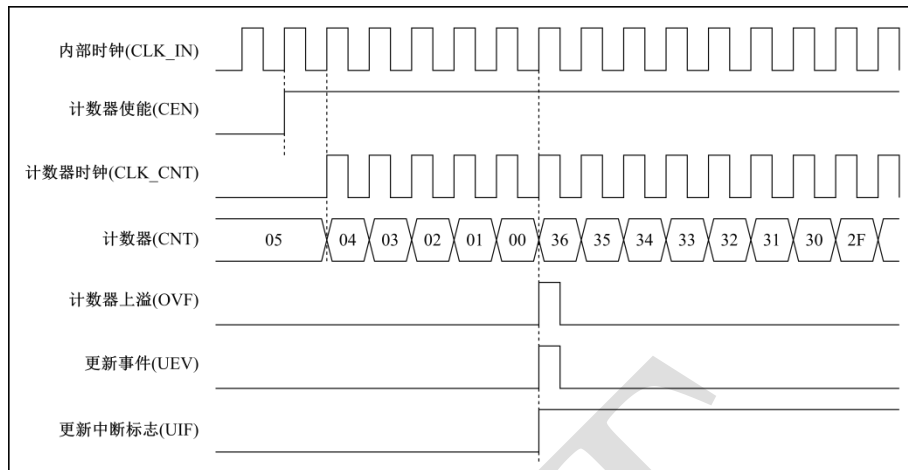 内部时钟(CLK_IN)
计数器使能(CEN)
计数器时钟(CLK_CNT)
计数器(CNT) 05 04 03 02 01 00 36 35 34 33 32 31 30 2F
计数器上溢(OVF)
更新事件(UEV)
更新中断标志(UIF)